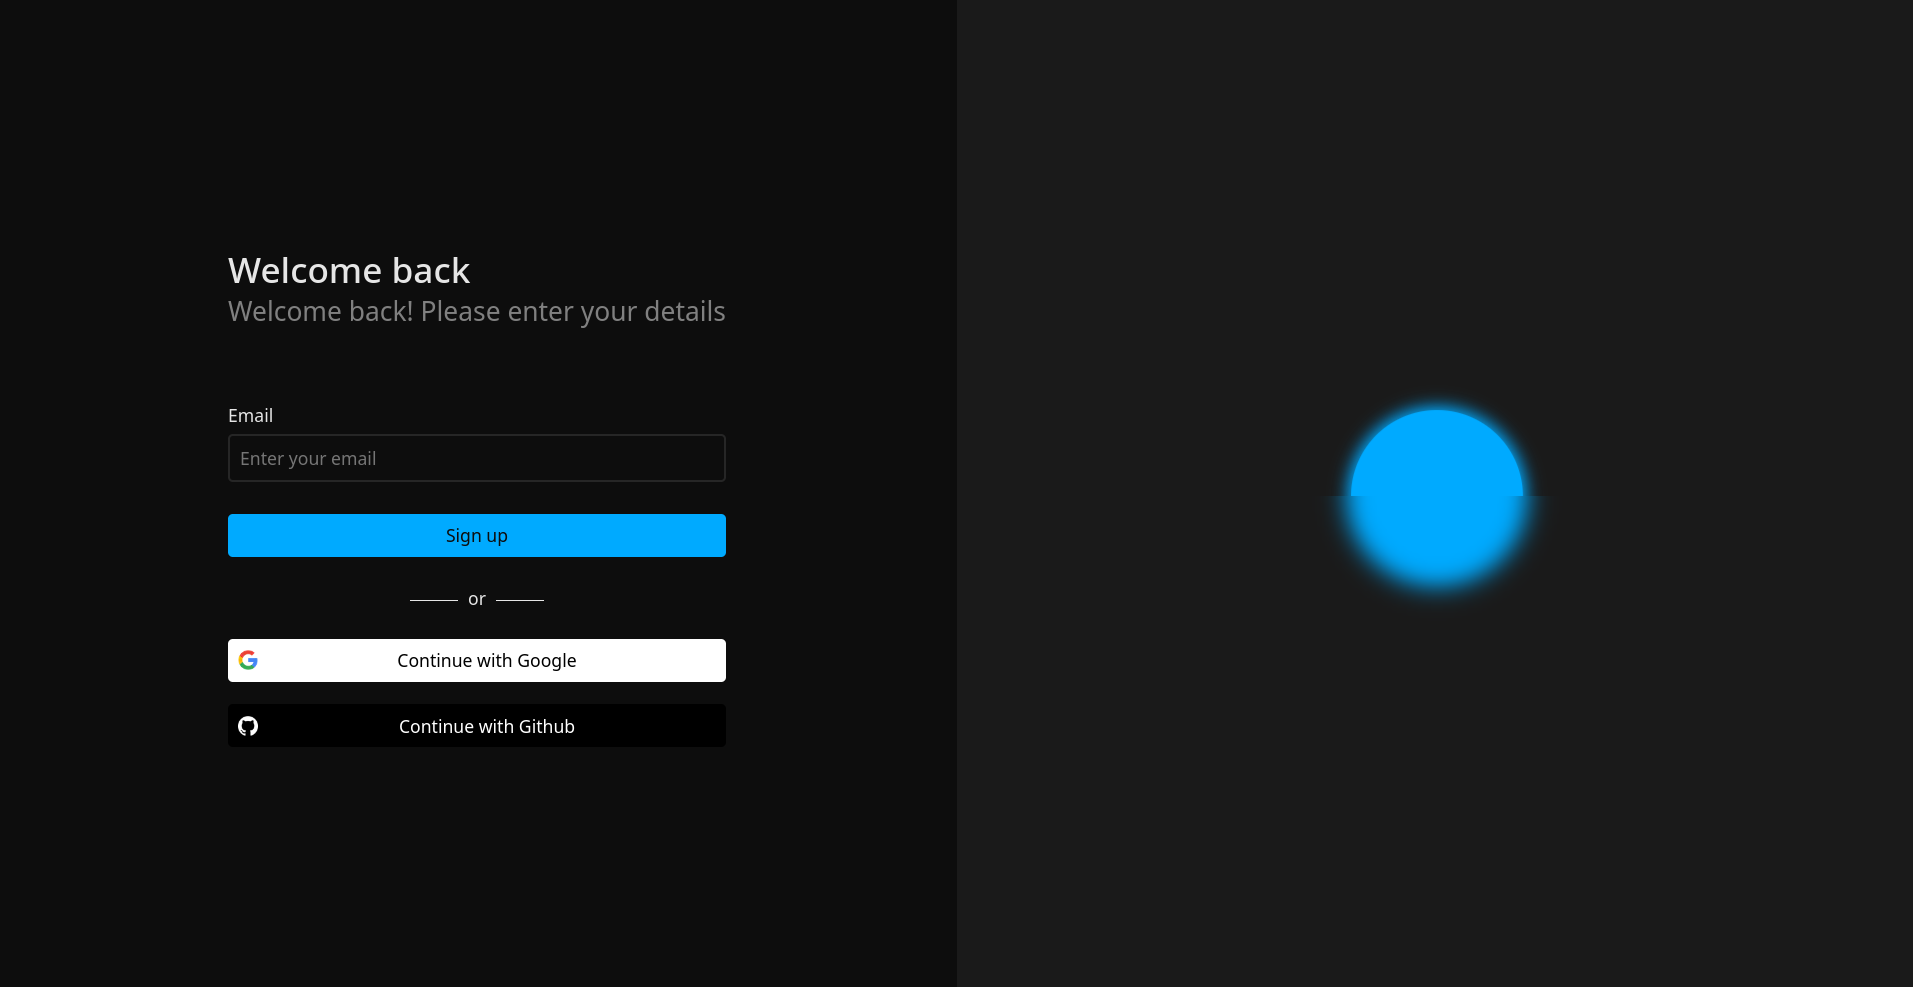 Welcome back
Welcome back! Please enter your details
Email
Enter your email
Sign up
or
Continue with Google
Continue with Github